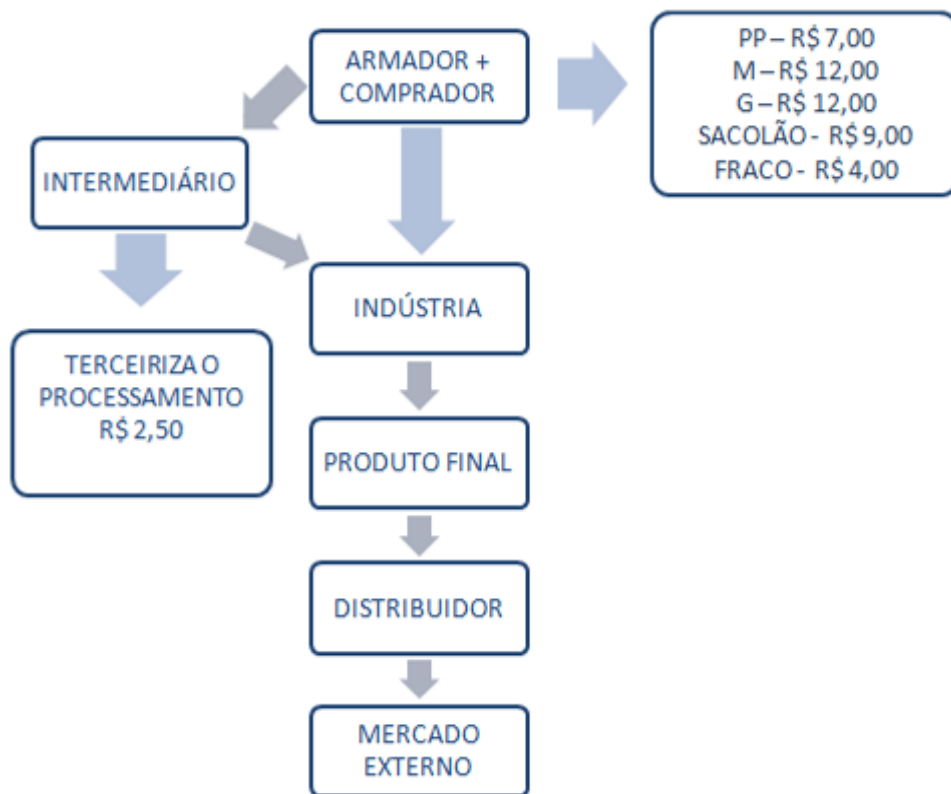 ARMADOR +
COMPRADOR
PP – R$ 7,00
M – R$ 12,00
G – R$ 12,00
SACOLÃO - R$ 9,00
FRACO - R$ 4,00
INTERMEDIÁRIO
INDÚSTRIA
TERCEIRIZA O
PROCESSAMENTO
R$ 2,50
PRODUTO FINAL
DISTRIBUIDOR
MERCADO
EXTERNO